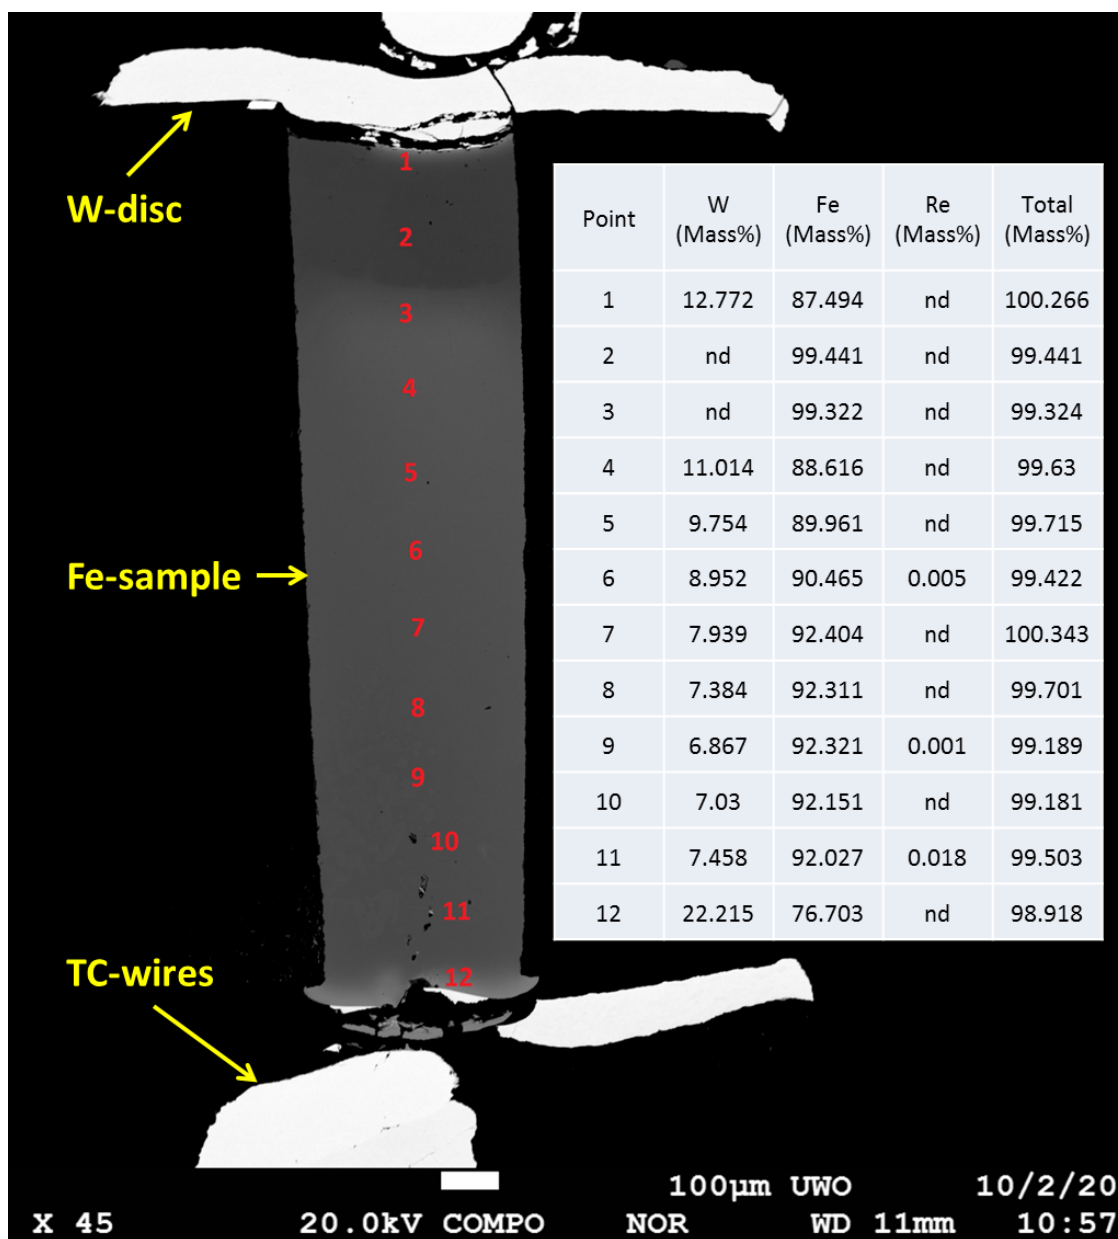 W-disc
Fe-sample
TC-wires
1
2
3
4
5
6
7
8
9
10
11
12
Point W (Mass%) Fe (Mass%) Re (Mass%) Total (Mass%)
1 12.772 87.494 nd 100.266
2 nd 99.441 nd 99.441
3 nd 99.322 nd 99.324
4 11.014 88.616 nd 99.63
5 9.754 89.961 nd 99.715
6 8.952 90.465 0.005 99.422
7 7.939 92.404 nd 100.343
8 7.384 92.311 nd 99.701
9 6.867 92.321 0.001 99.189
10 7.03 92.151 nd 99.181
11 7.458 92.027 0.018 99.503
12 22.215 76.703 nd 98.918
100µm UWO 10/2/20
X 45 20.0kV COMPO NOR WD 11mm 10:57